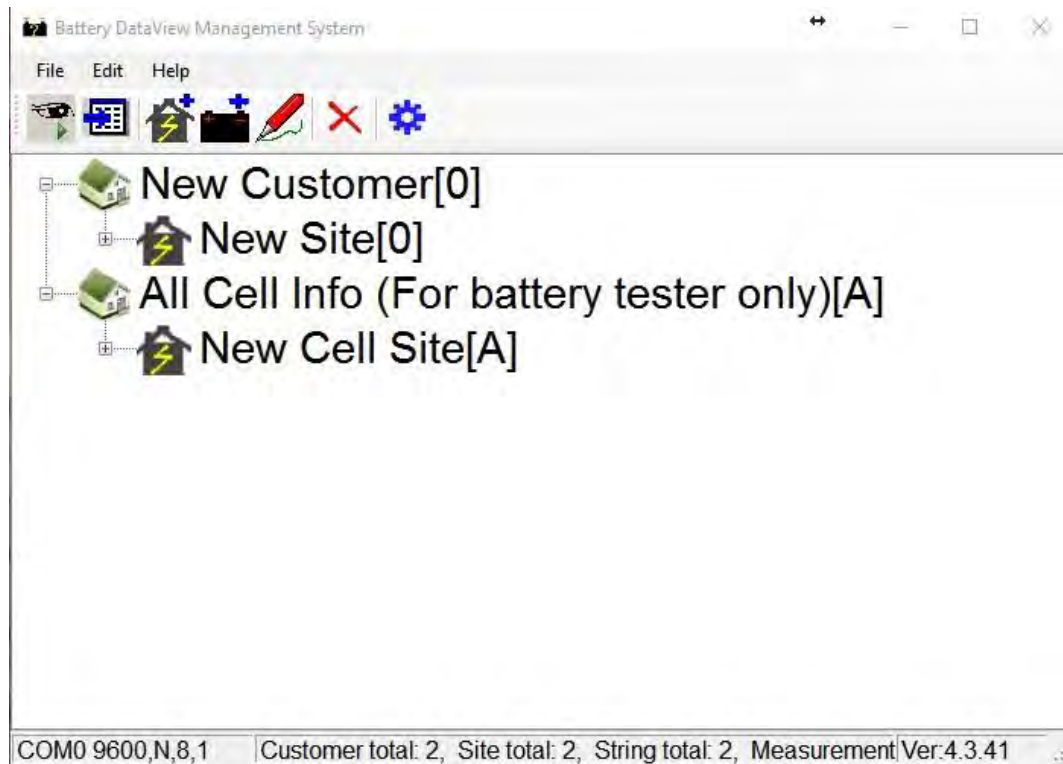 Battery DataView Management System
File Edit Help
New Customer[0]
New Site[0]
All Cell Info (For battery tester only)[A]
New Cell Site[A]
COM0 9600,N,8,1 Customer total: 2, Site total: 2, String total: 2, Measurement Ver:4.3.41